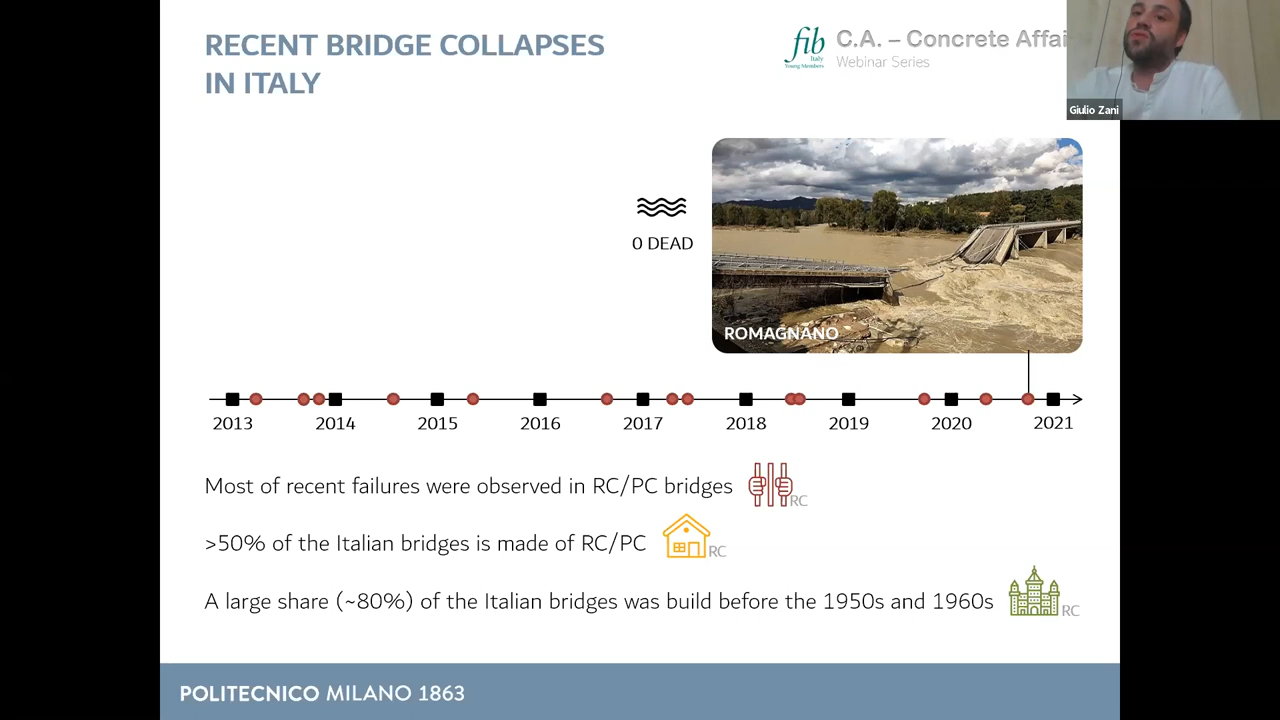 RECENT BRIDGE COLLAPSES
IN ITALY
fib
Italy
Young Members
C.A. – Concrete Affai
Webinar Series
Giulio Zani
0 DEAD
ROMAGNANO
2013 2014 2015 2016 2017 2018 2019 2020 2021
Most of recent failures were observed in RC/PC bridges
RC
>50% of the Italian bridges is made of RC/PC
RC
A large share (~80%) of the Italian bridges was build before the 1950s and 1960s
RC
POLITECNICO MILANO 1863